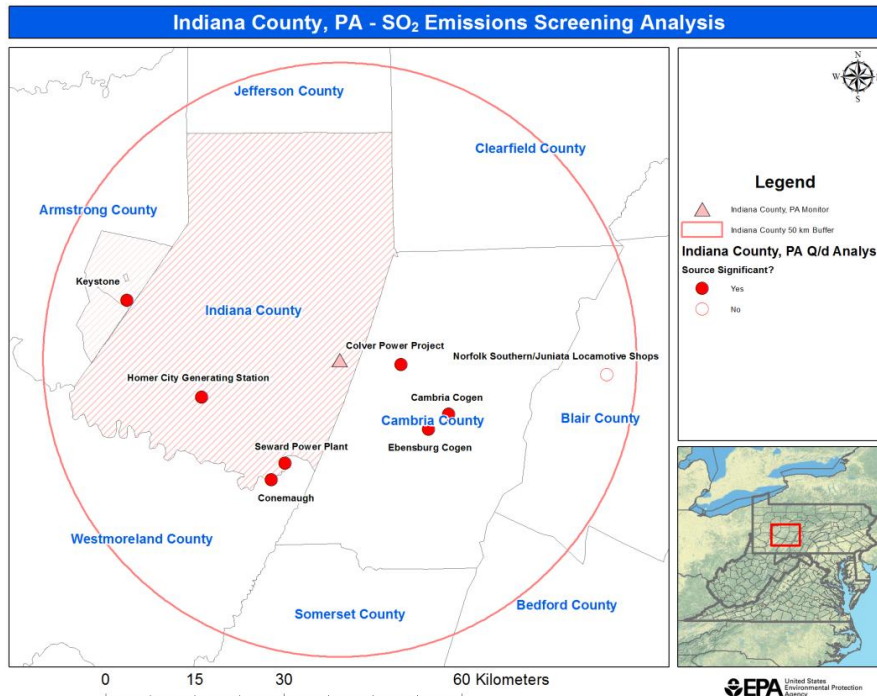 Indiana County, PA - SO₂ Emissions Screening Analysis
Jefferson County
Clearfield County
Armstrong County
Keystone
Indiana County
Colver Power Project
Norfolk Southern/Juniata Locamotive Shops
Homer City Generating Station
Cambria Cogen
Cambria County
Blair County
Ebensburg Cogen
Seward Power Plant
Conemaugh
Westmoreland County
Somerset County
Bedford County
0 15 30 60 Kilometers
N
W
S
Legend
Indiana County, PA Monitor
Indiana County 50 km Buffer
Indiana County, PA Q/d Analys
Source Significant?
Yes
No
EPA
United States
Environmental Protection
Agency